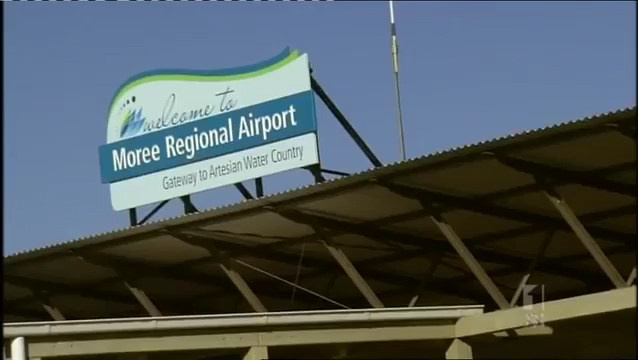 welcome to
Moree Regional Airport
Gateway to Artesian Water Country